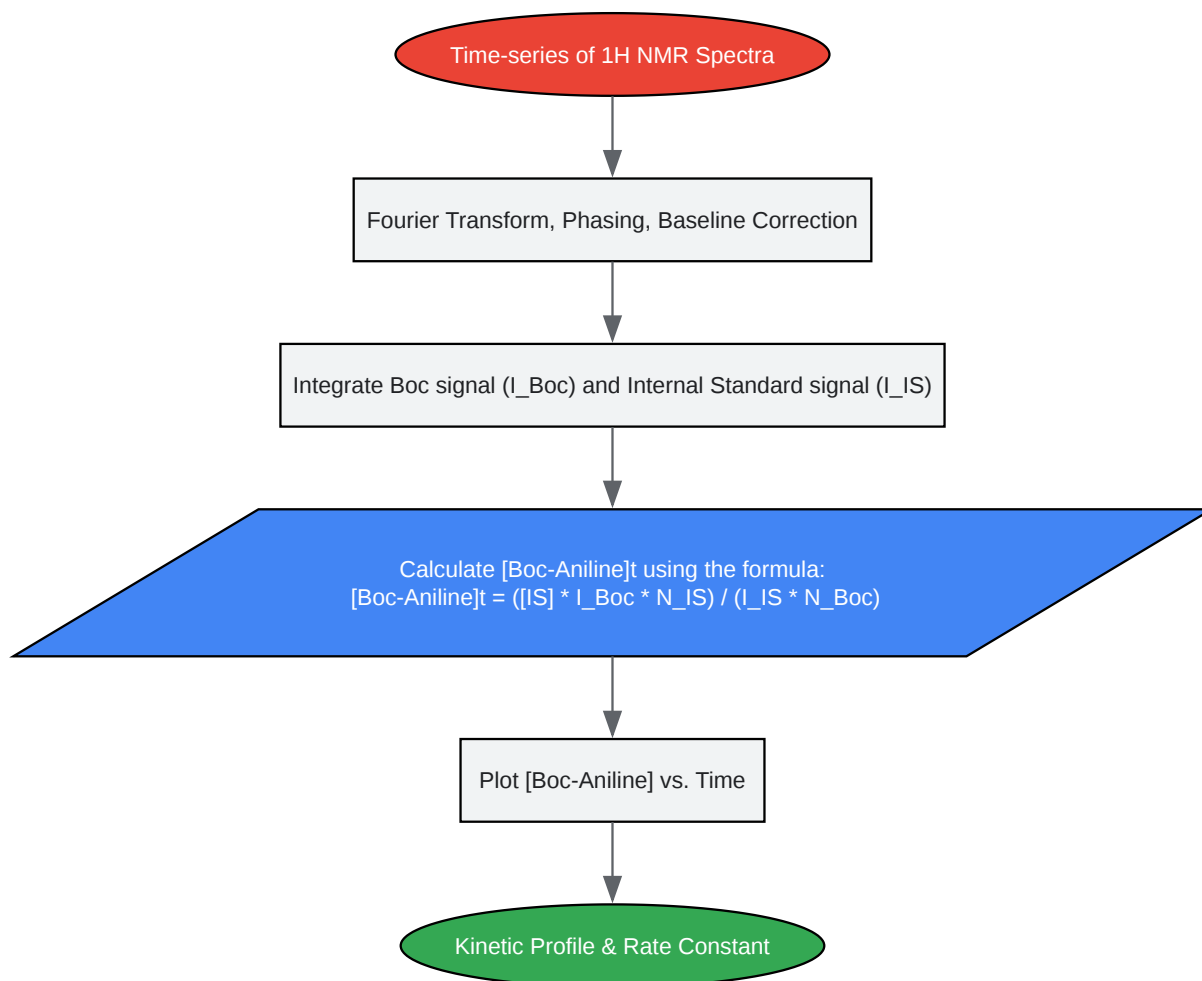 Time-series of 1H NMR Spectra
Fourier Transform, Phasing, Baseline Correction
Integrate Boc signal (I_Boc) and Internal Standard signal (I_IS)
Calculate [Boc-Aniline]t using the formula:
[Boc-Aniline]t = ([IS] * I_Boc * N_IS) / (I_IS * N_Boc)
Plot [Boc-Aniline] vs. Time
Kinetic Profile & Rate Constant